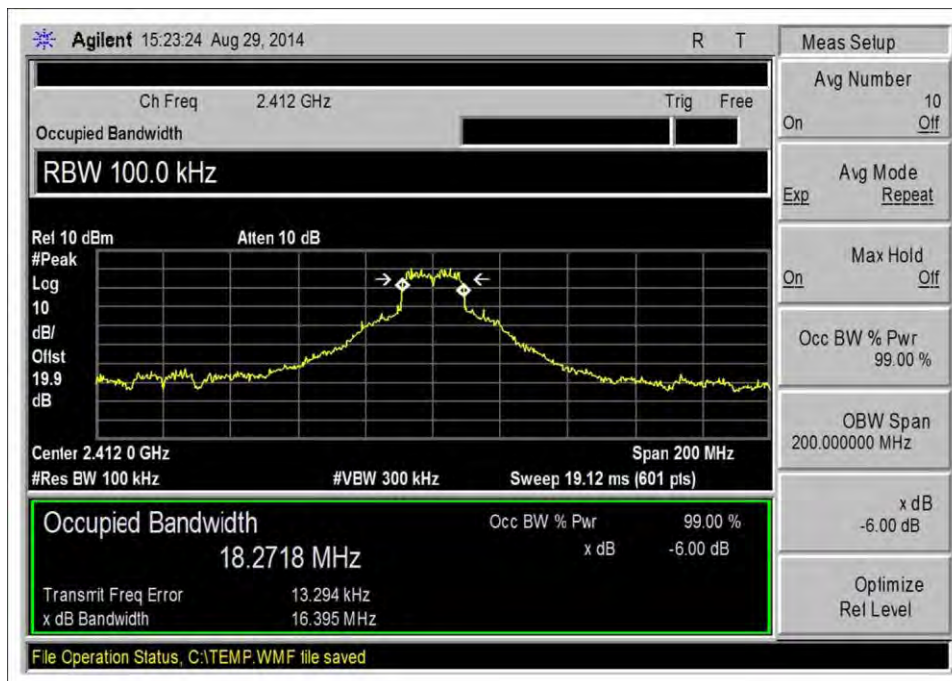 Agilent 15:23:24 Aug 29, 2014 R T
Ch Freq 2.412 GHz Trig Free
Occupied Bandwidth
RBW 100.0 kHz
Ref 10 dBm Atten 10 dB
#Peak
Log
10
dB/
Offst
19.9
dB
Center 2.412 0 GHz Span 200 MHz
#Res BW 100 kHz #VBW 300 kHz Sweep 19.12 ms (601 pts)
Occupied Bandwidth Occ BW % Pwr 99.00 %
18.2718 MHz x dB -6.00 dB
Transmit Freq Error 13.294 kHz
x dB Bandwidth 16.395 MHz
File Operation Status, C:\TEMP.WMF file saved
Meas Setup
Avg Number
10
On Off
Avg Mode
Exp Repeat
Max Hold
On Off
Occ BW % Pwr
99.00 %
OBW Span
200.000000 MHz
x dB
-6.00 dB
Optimize
Ref Level